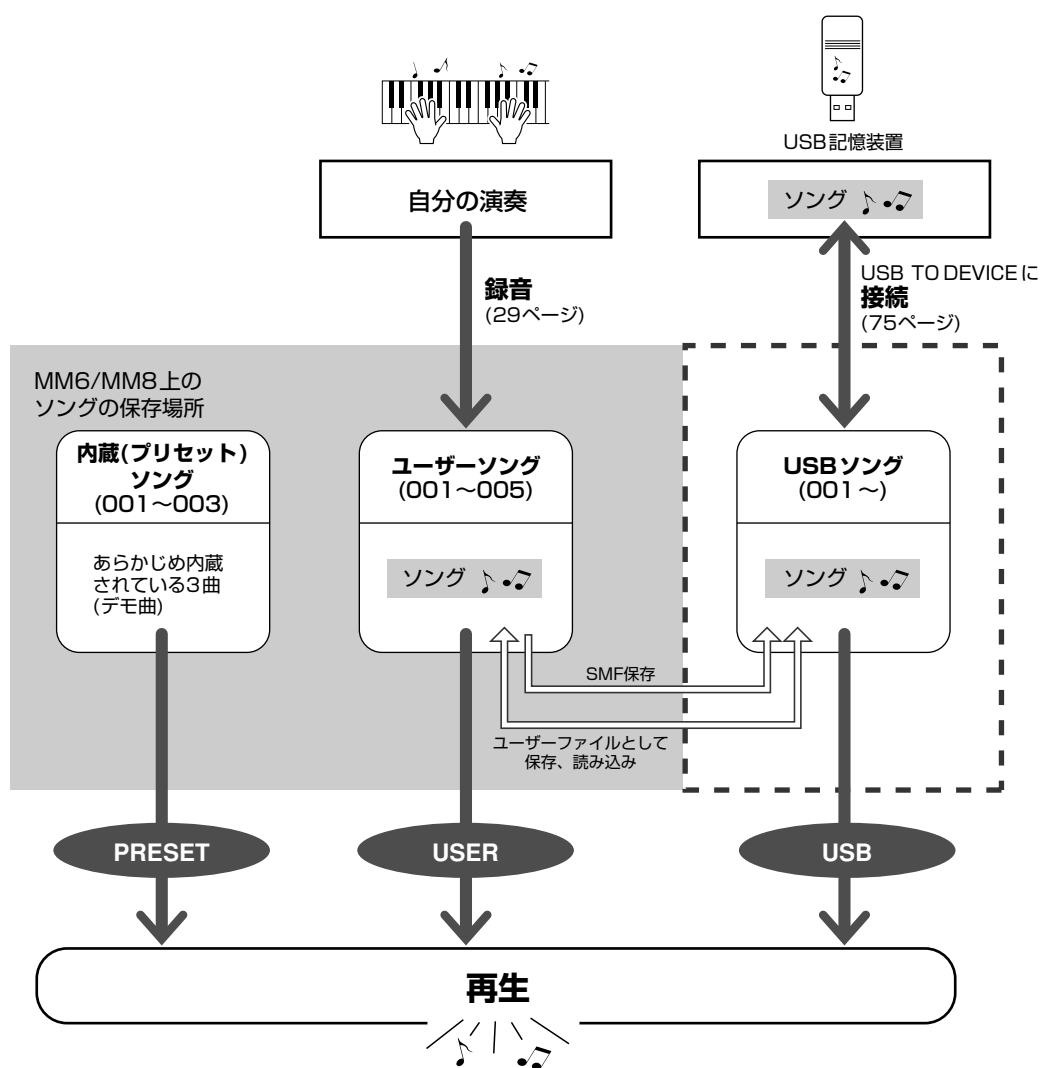 USB記憶装置
自分の演奏
ソング
録音
(29ページ)
USB TO DEVICEに
接続
(75ページ)
MM6/MM8上の
ソングの保存場所
内蔵(プリセット)
ソング
(001～003)
あらかじめ内蔵
されている3曲
(デモ曲)
ユーザーソング
(001～005)
ソング
USBソング
(001～)
ソング
SMF保存
ユーザーファイルとして
保存、読み込み
PRESET
USER
USB
再生